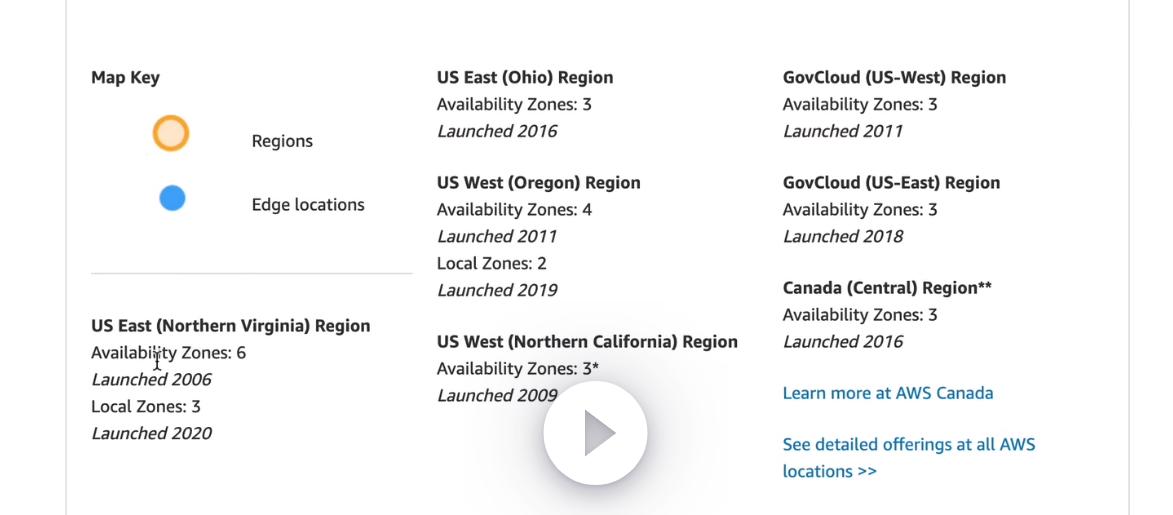 Map Key
Regions
Edge locations
US East (Northern Virginia) Region
Availability Zones: 6
Launched 2006
Local Zones: 3
Launched 2020
US East (Ohio) Region
Availability Zones: 3
Launched 2016
US West (Oregon) Region
Availability Zones: 4
Launched 2011
Local Zones: 2
Launched 2019
US West (Northern California) Region
Availability Zones: 3*
Launched 2009
GovCloud (US-West) Region
Availability Zones: 3
Launched 2011
GovCloud (US-East) Region
Availability Zones: 3
Launched 2018
Canada (Central) Region**
Availability Zones: 3
Launched 2016
Learn more at AWS Canada
See detailed offerings at all AWS
locations >>